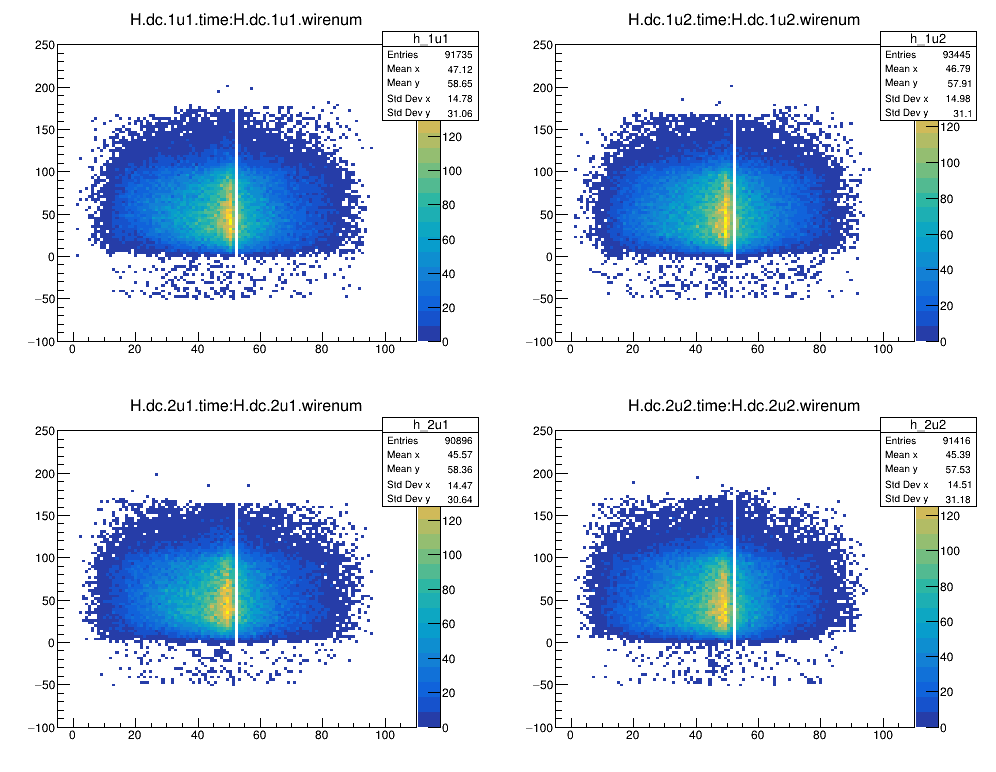 H.dc.1u1.time:H.dc.1u1.wirenum
h_1u1
Entries 91735
Mean x 47.12
Mean y 58.65
Std Dev x 14.78
Std Dev y 31.06
250
200
150
100
50
0
−50
−100
0 20 40 60 80 100
120
100
80
60
40
20
0
H.dc.1u2.time:H.dc.1u2.wirenum
h_1u2
Entries 93445
Mean x 46.79
Mean y 57.91
Std Dev x 14.98
Std Dev y 31.1
250
200
150
100
50
0
−50
−100
0 20 40 60 80 100
120
100
80
60
40
20
0
H.dc.2u1.time:H.dc.2u1.wirenum
h_2u1
Entries 90896
Mean x 45.57
Mean y 58.36
Std Dev x 14.47
Std Dev y 30.64
250
200
150
100
50
0
−50
−100
0 20 40 60 80 100
120
100
80
60
40
20
0
H.dc.2u2.time:H.dc.2u2.wirenum
h_2u2
Entries 91416
Mean x 45.39
Mean y 57.53
Std Dev x 14.51
Std Dev y 31.18
250
200
150
100
50
0
−50
−100
0 20 40 60 80 100
120
100
80
60
40
20
0